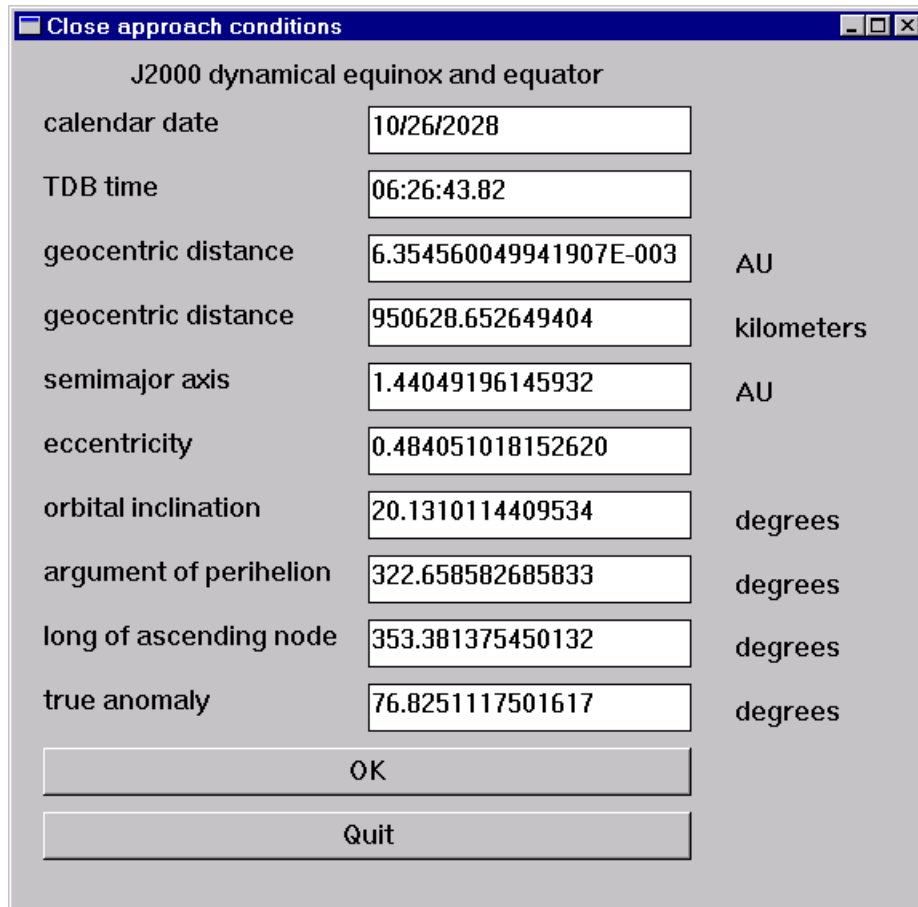 Close approach conditions
J2000 dynamical equinox and equator
calendar date 10/26/2028
TDB time 06:26:43.82
geocentric distance 6.354560049941907E-003 AU
geocentric distance 950628.652649404 kilometers
semimajor axis 1.44049196145932 AU
eccentricity 0.484051018152620
orbital inclination 20.1310114409534 degrees
argument of perihelion 322.658582685833 degrees
long of ascending node 353.381375450132 degrees
true anomaly 76.8251117501617 degrees
OK
Quit